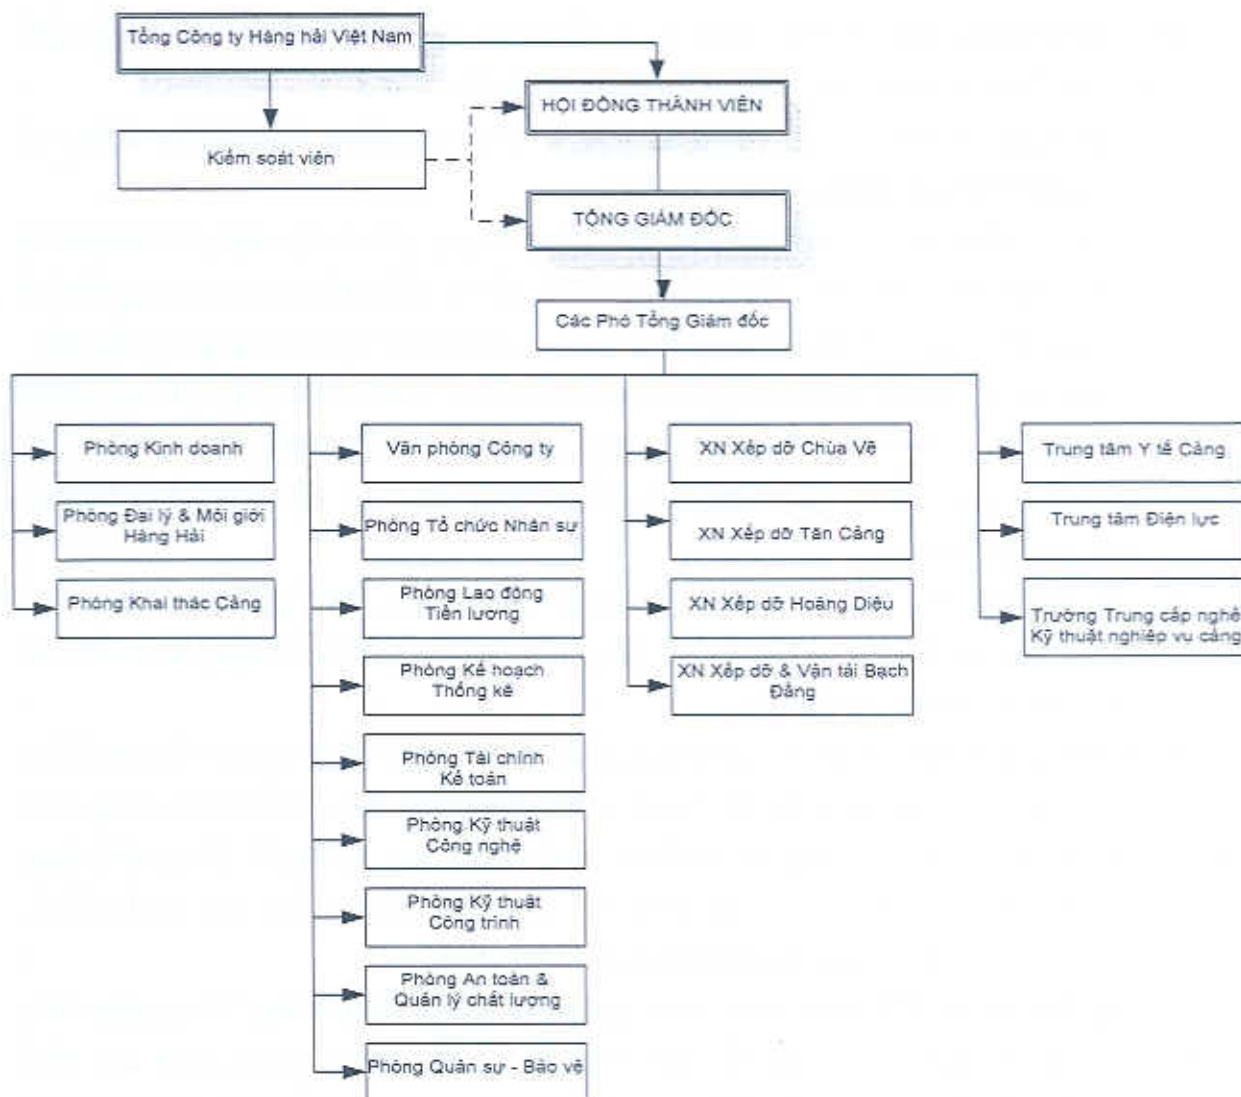 Tổng Công ty Hàng hải Việt Nam
HỘI ĐỒNG THÀNH VIÊN
Kiểm soát viên
TỔNG GIÁM ĐỐC
Các Phó Tổng Giám đốc
Phòng Kinh doanh
Phòng Đại lý & Môi giới
Hàng Hải
Phòng Khai thác Cảng
Văn phòng Công ty
Phòng Tổ chức Nhân sự
Phòng Lao động
Tiền lương
Phòng Kế hoạch
Thống kê
Phòng Tài chính
Kế toán
Phòng Kỹ thuật
Công nghệ
Phòng Kỹ thuật
Công trình
Phòng An toàn &
Quản lý chất lượng
Phòng Quân sự - Bảo vệ
XN Xếp dỡ Chùa Vẽ
XN Xếp dỡ Tân Cảng
XN Xếp dỡ Hoàng Diệu
XN Xếp dỡ & Vận tải Bạch
Đằng
Trung tâm Y tế Cảng
Trung tâm Điện lực
Trường Trung cấp nghề
Kỹ thuật nghiệp vụ cảng